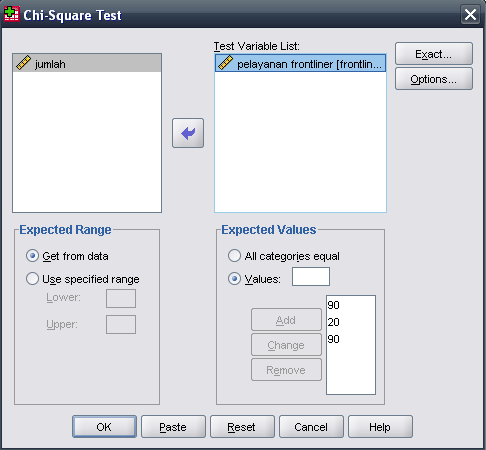 Chi-Square Test
jumlah
Test Variable List:
pelayanan frontliner [frontlin...
Exact...
Options...
Expected Range
Get from data
Use specified range
Lower:
Upper:
Expected Values
All categories equal
Values:
Add
Change
Remove
90
20
90
OK
Paste
Reset
Cancel
Help